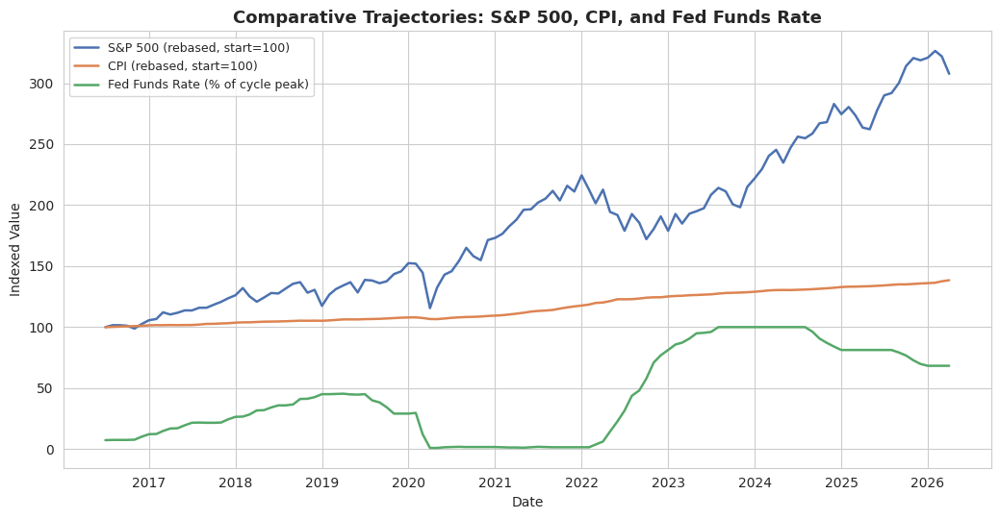 Comparative Trajectories: S&P 500, CPI, and Fed Funds Rate
S&P 500 (rebased, start=100)
CPI (rebased, start=100)
Fed Funds Rate (% of cycle peak)
Indexed Value
300
250
200
150
100
50
0
2017 2018 2019 2020 2021 2022 2023 2024 2025 2026
Date